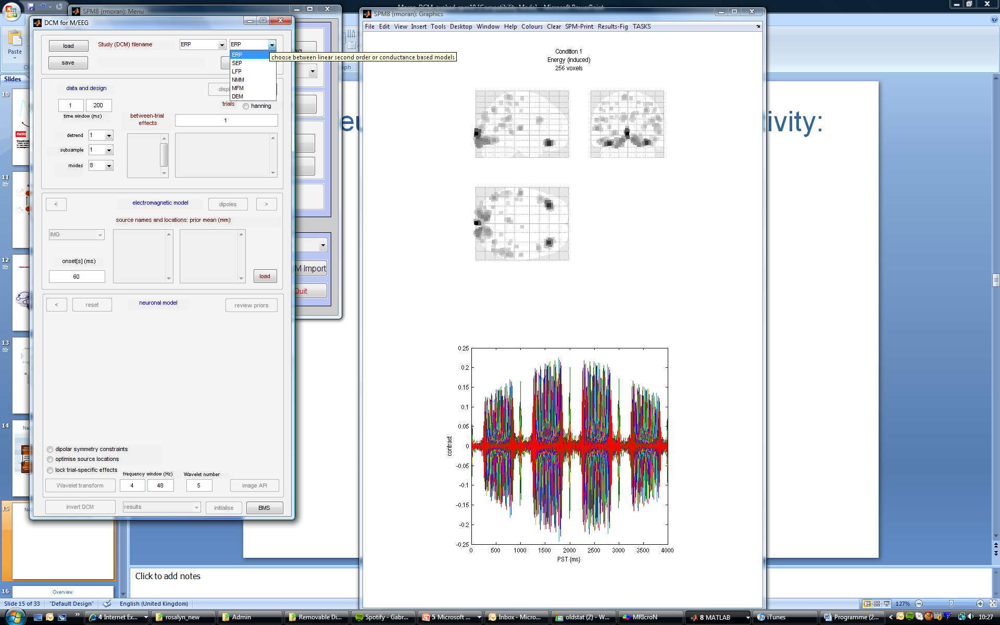 SPM8 (rmoran): Menu
DCM for M/EEG
load
Study (DCM) filename
ERP
ERP
save
ERP
SEP
LFP
NMM
MFM
DEM
choose between linear second order or conductance based models
data and design
1
200
time window (ms)
between-trial
effects
trials
hanning
1
detrend
1
subsample
1
modes
8
<
electromagnetic model
dipoles
>
source names and locations: prior mean (mm)
IMG
onset[s] (ms)
60
load
<
reset
neuronal model
review priors
dipolar symmetry constraints
optimise source locations
lock trial-specific effects
frequency window (Hz)
Wavelet number
Wavelet transform
4
48
5
image API
invert DCM
results
initialise
BMS
M Import
Quit
SPM8 (rmoran): Graphics
File Edit View Insert Tools Desktop Window Help Colours Clear SPM-Print Results-Fig TASKS
Condition 1
Energy (induced)
256 voxels
0.25
0.2
0.15
0.1
0.05
0
-0.05
-0.1
-0.15
-0.2
-0.25
contrast
0 500 1000 1500 2000 2500 3000 3500 4000
PST {ms}
ivity:
Paste
Slides
10
11
12
13
14
15
16
Overview
Click to add notes
Slide 15 of 33
"Default Design"
English (United Kingdom)
127%
4 Internet Ex...
rosalyn_new
Admin
Removable Di...
Spotify - Gabr...
5 Microsoft ...
Inbox - Micro...
oldstat (2) - W...
MRIcroN
8 MATLAB
iTunes
Programme (2...
10:27